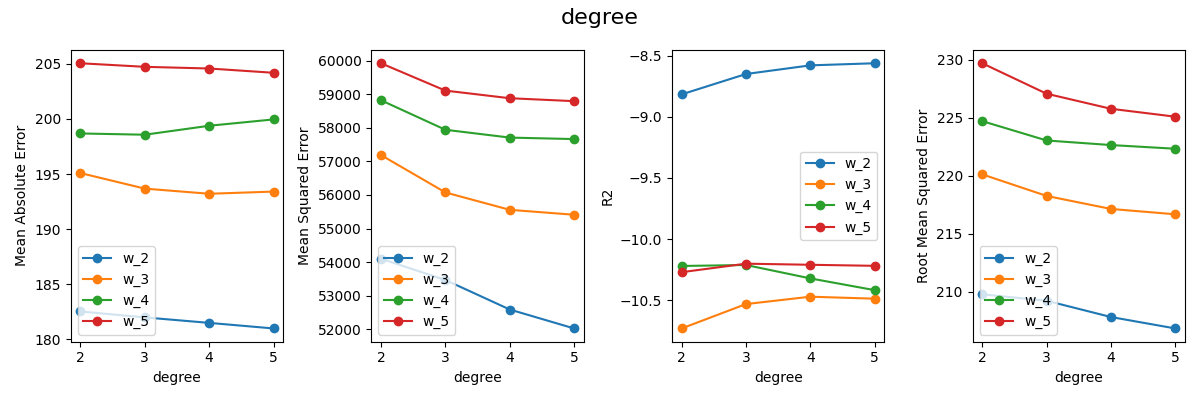 degree
Mean Absolute Error
205
200
195
190
185
180
w_2
w_3
w_4
w_5
2 3 4 5
degree
Mean Squared Error
60000
59000
58000
57000
56000
55000
54000
53000
52000
w_2
w_3
w_4
w_5
2 3 4 5
degree
R2
−8.5
−9.0
−9.5
−10.0
−10.5
w_2
w_3
w_4
w_5
2 3 4 5
degree
Root Mean Squared Error
230
225
220
215
210
w_2
w_3
w_4
w_5
2 3 4 5
degree